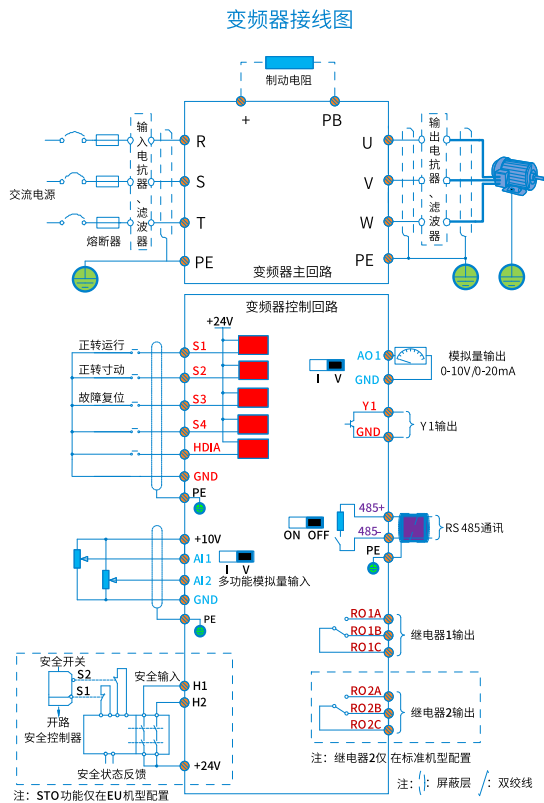 变频器接线图
制动电阻
+
PB
输入电抗器、滤波器
R
S
T
PE
交流电源
熔断器
U
V
W
PE
输出电抗器、滤波器
变频器主回路
变频器控制回路
+24V
正转运行
S1
正转寸动
S2
故障复位
S3
S4
HDIA
GND
PE
AO1
模拟量输出
0-10V/0-20mA
I V
GND
Y1
Y1输出
GND
485+
ON OFF
485-
RS485通讯
PE
+10V
AI1
I V
AI2
多功能模拟量输入
GND
PE
RO1A
RO1B
继电器1输出
RO1C
安全开关
S2
安全输入
S1
H1
H2
开路
安全控制器
安全状态反馈
+24V
注：STO功能仅在EU机型配置
RO2A
RO2B
继电器2输出
RO2C
注：继电器2仅在标准机型配置
注：屏蔽层 ：双绞线